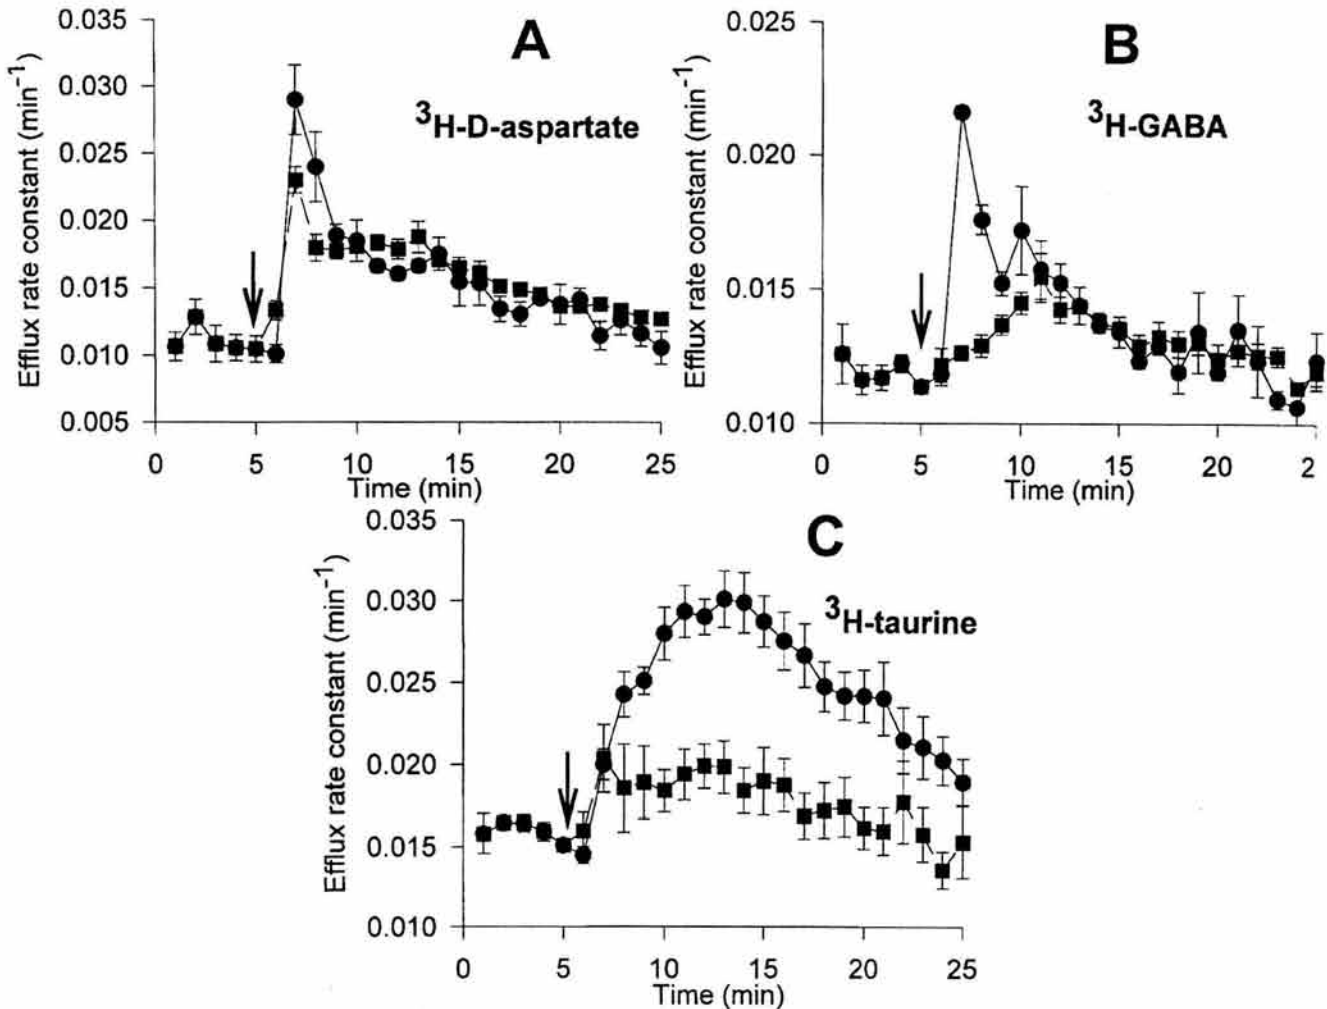 A
³H-D-aspartate
Efflux rate constant (min⁻¹)
0.035
0.030
0.025
0.020
0.015
0.010
0.005
0 5 10 15 20 25
Time (min)
B
³H-GABA
Efflux rate constant (min⁻¹)
0.025
0.020
0.015
0.010
0 5 10 15 20 2
Time (min)
C
³H-taurine
Efflux rate constant (min⁻¹)
0.035
0.030
0.025
0.020
0.015
0.010
0 5 10 15 20 25
Time (min)